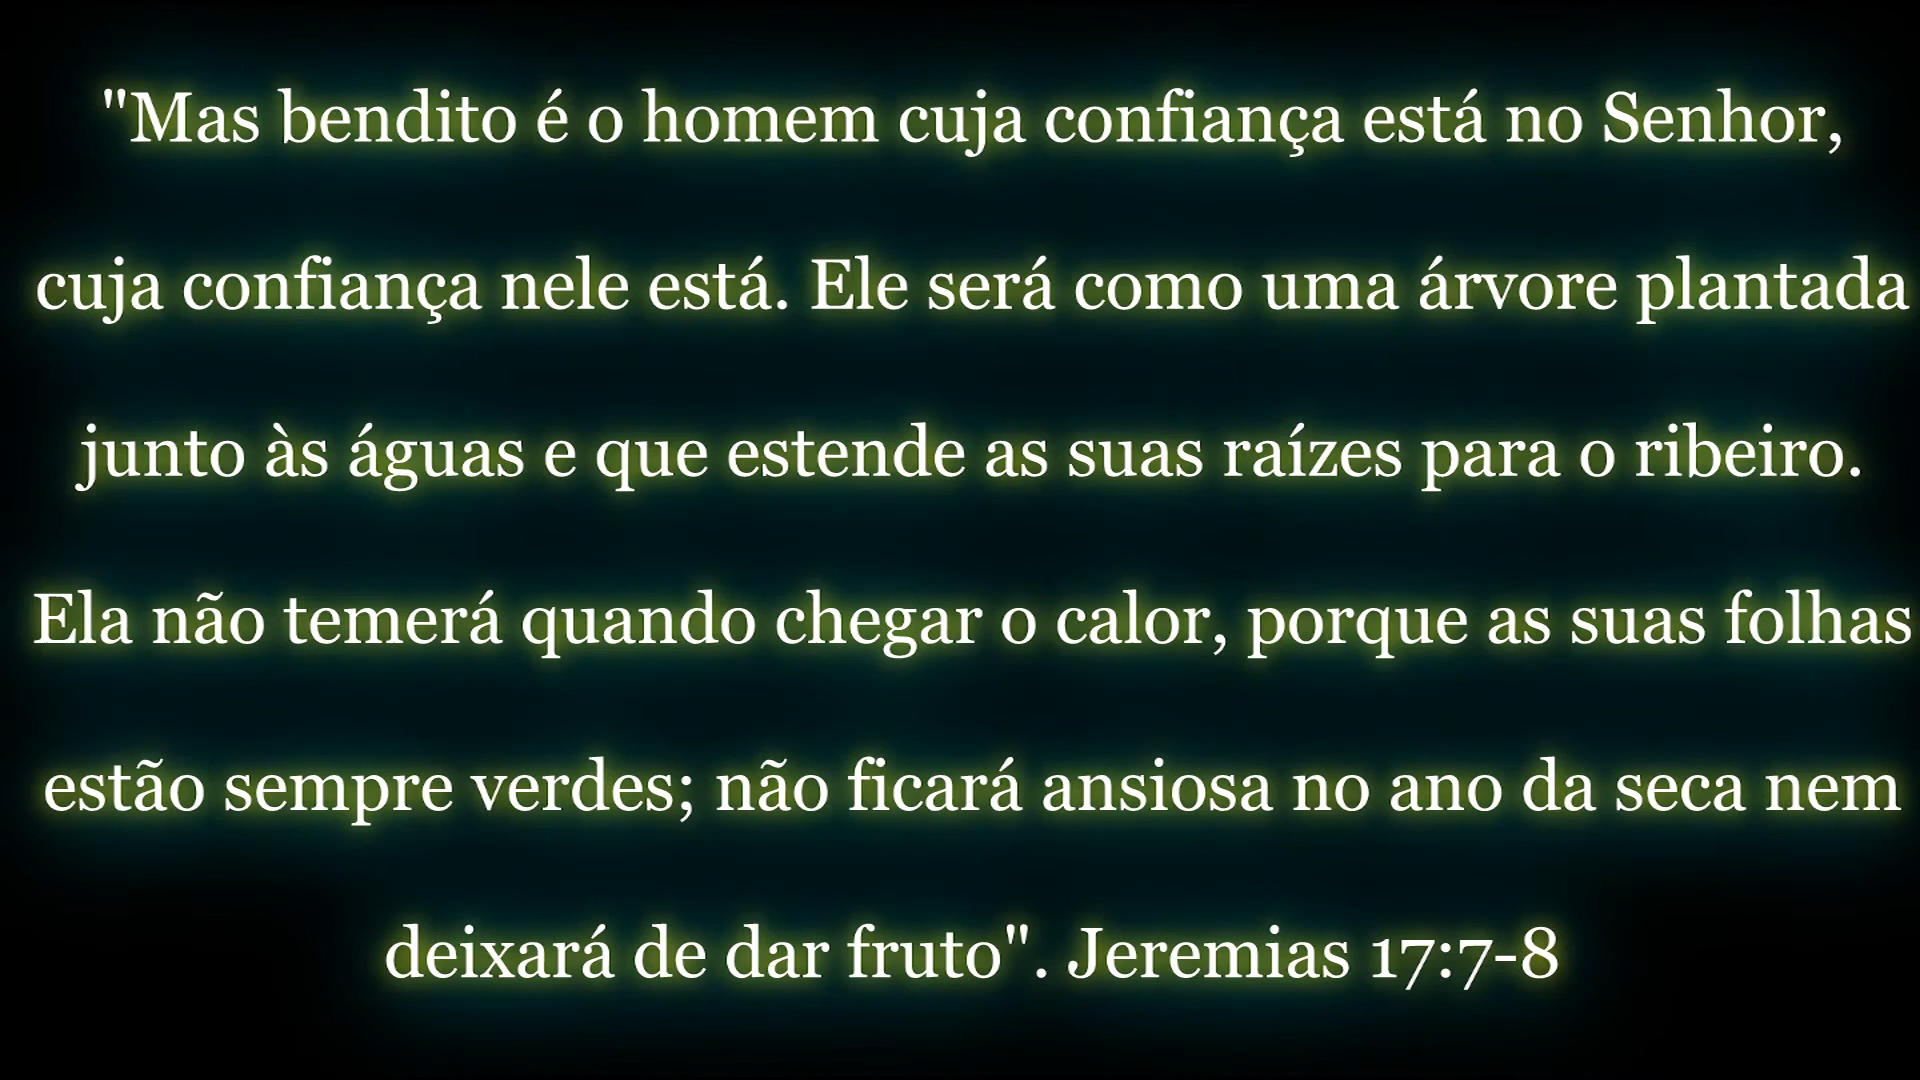 "Mas bendito é o homem cuja confiança está no Senhor,
cuja confiança nele está. Ele será como uma árvore plantada
junto às águas e que estende as suas raízes para o ribeiro.
Ela não temerá quando chegar o calor, porque as suas folhas
estão sempre verdes; não ficará ansiosa no ano da seca nem
deixará de dar fruto". Jeremias 17:7-8